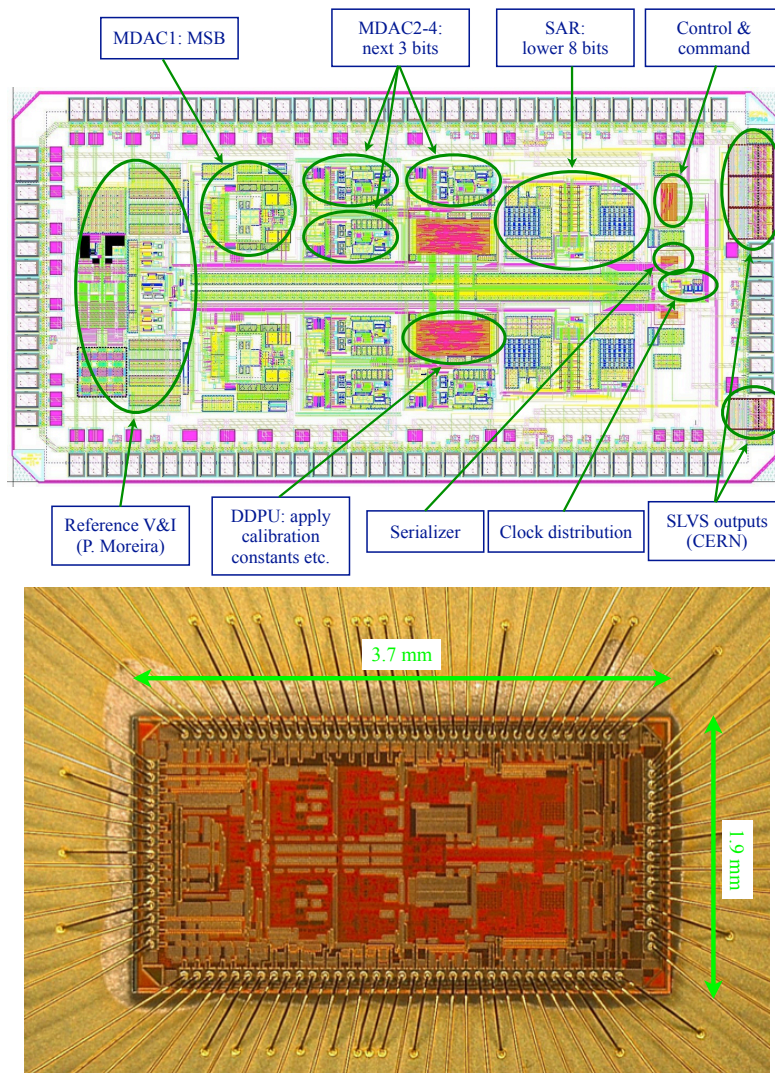 MDAC1: MSB
MDAC2-4:
next 3 bits
SAR:
lower 8 bits
Control &
command
Reference V&I
(P. Moreira)
DDPU: apply
calibration
constants etc.
Serializer
Clock distribution
SLVS outputs
(CERN)
3.7 mm
1.9 mm